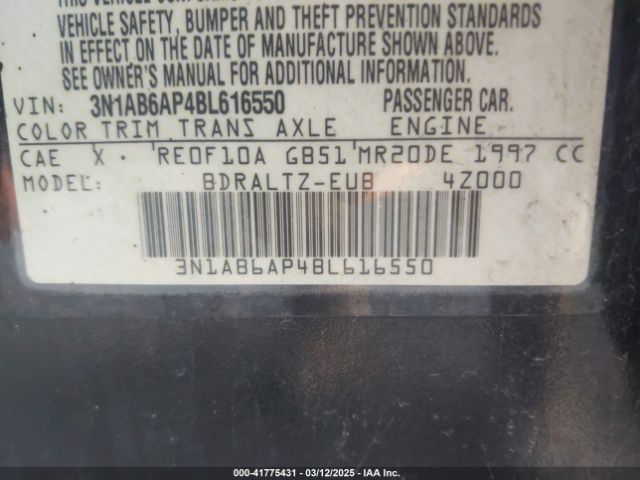 VEHICLE SAFETY, BUMPER AND THEFT PREVENTION STANDARDS
IN EFFECT ON THE DATE OF MANUFACTURE SHOWN ABOVE.
SEE OWNER'S MANUAL FOR ADDITIONAL INFORMATION.
VIN: 3N1AB6AP4BL616550 PASSENGER CAR.
COLOR TRIM TRANS AXLE ENGINE
CAE X · 'RE0F10A GB51'MR20DE 1997 CC
MODEL: BDRALTZ-EUB 4Z000
3N1AB6AP4BL616550
000-41775431 - 03/12/2025 - IAA Inc.